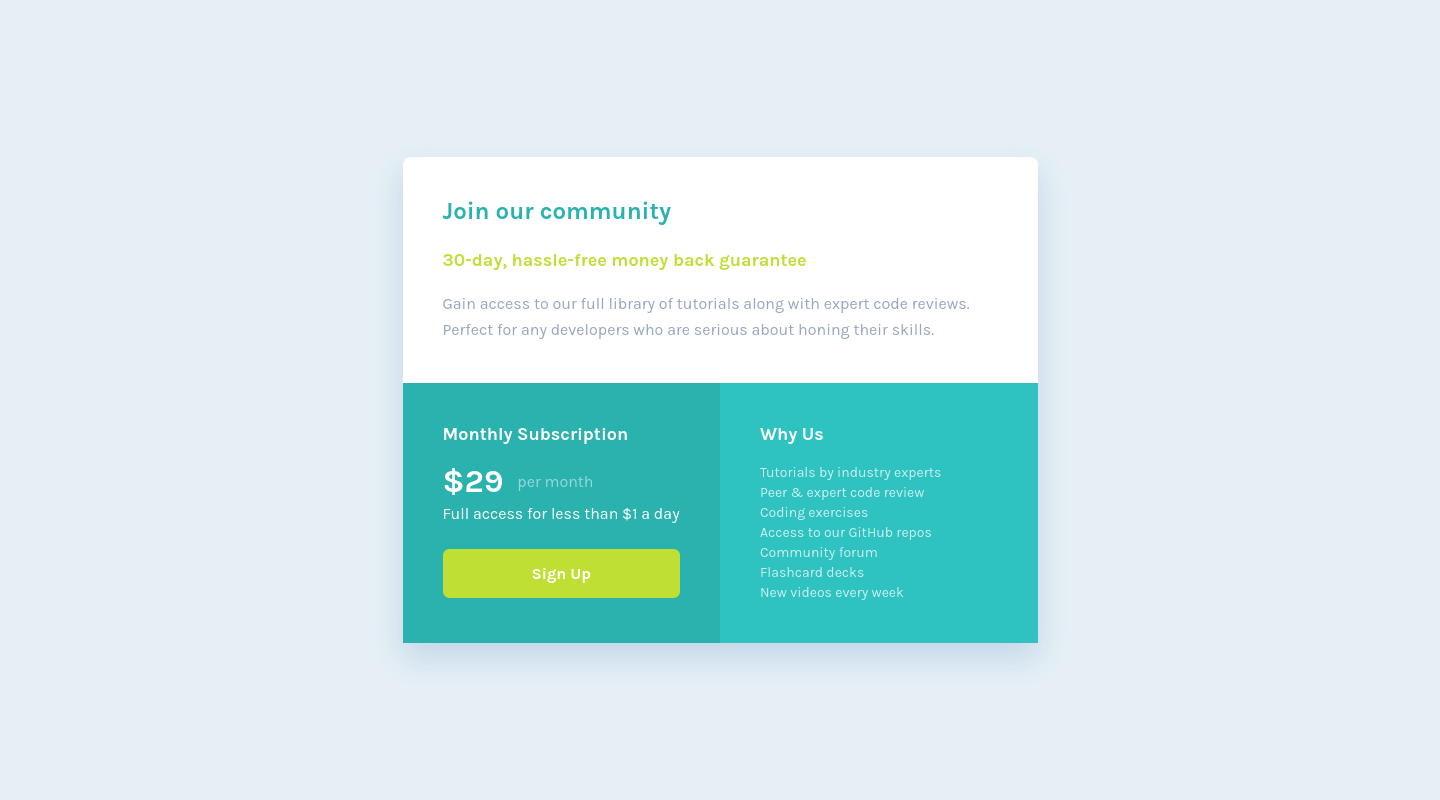 Join our community
30-day, hassle-free money back guarantee
Gain access to our full library of tutorials along with expert code reviews.
Perfect for any developers who are serious about honing their skills.
Monthly Subscription
$29 per month
Full access for less than $1 a day
Sign Up
Why Us
Tutorials by industry experts
Peer & expert code review
Coding exercises
Access to our GitHub repos
Community forum
Flashcard decks
New videos every week